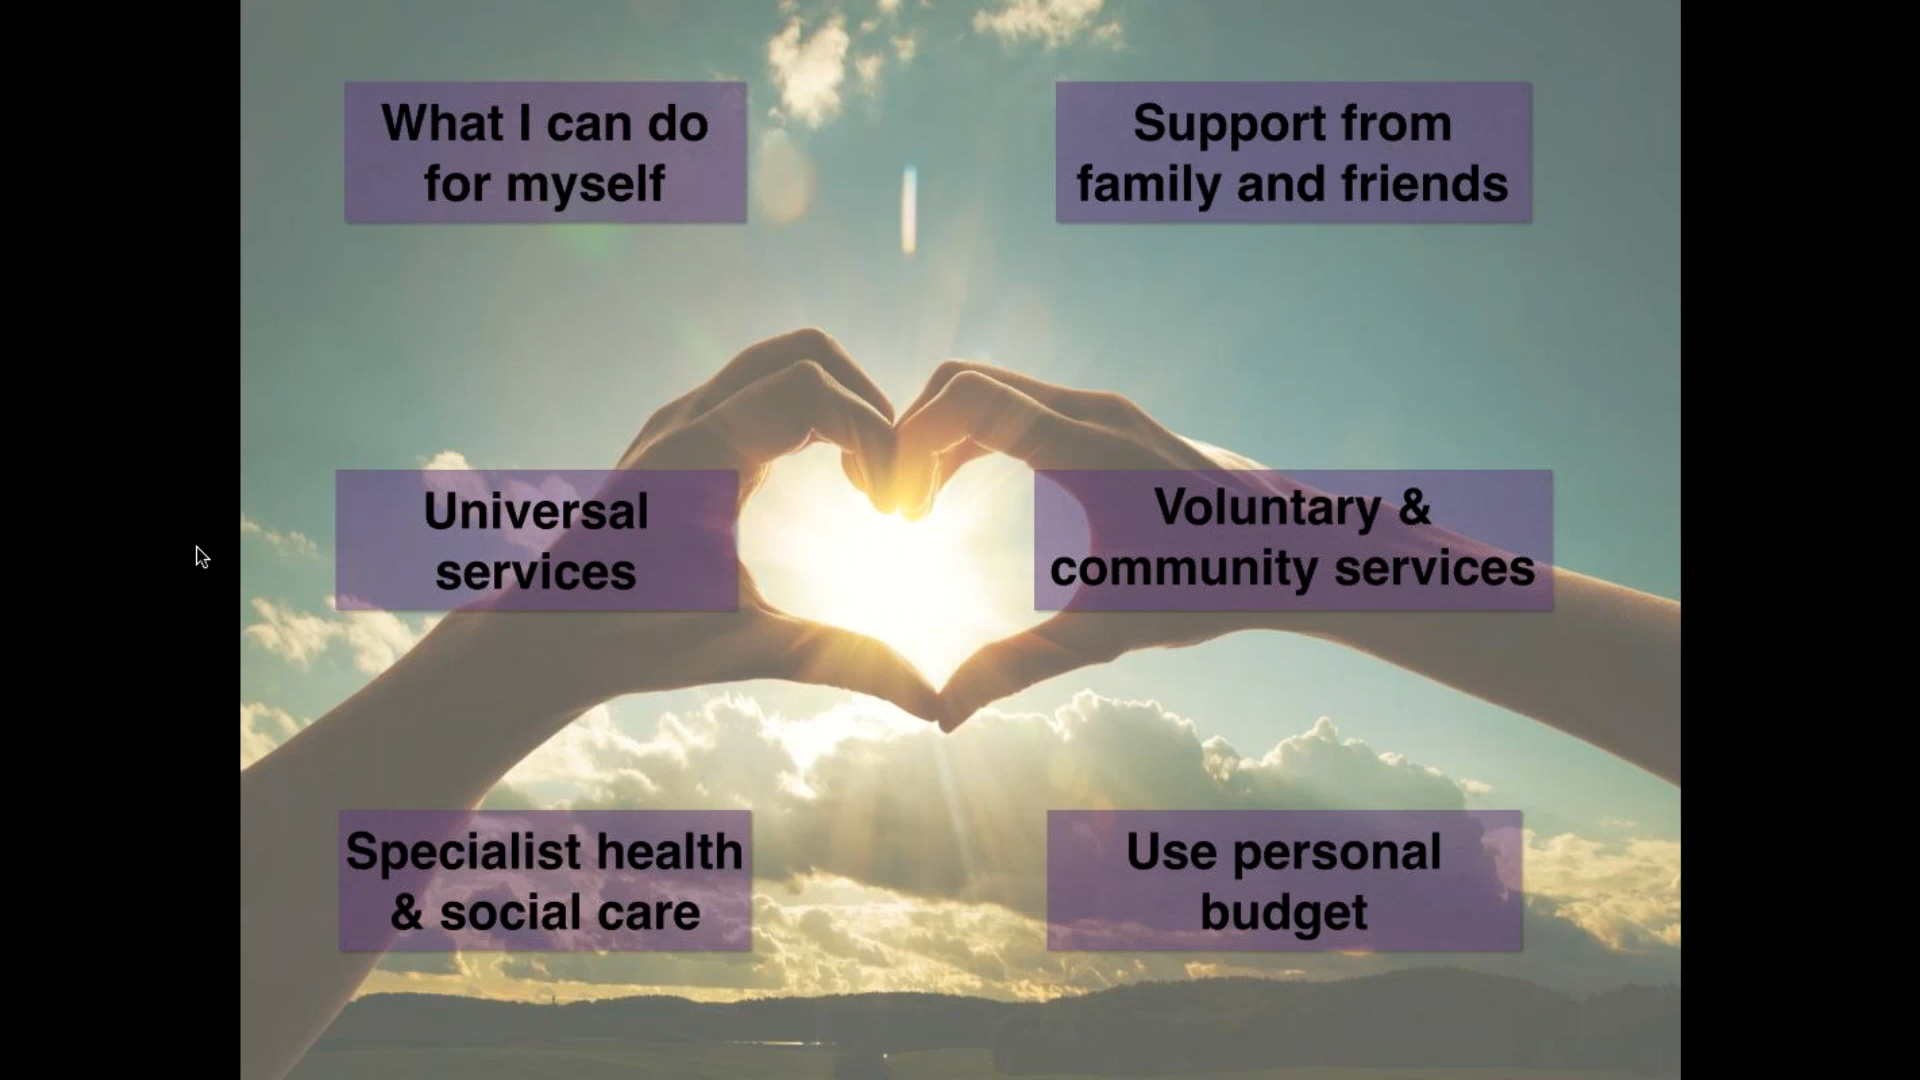 What I can do
for myself
Support from
family and friends
Universal
services
Voluntary &
community services
Specialist health
& social care
Use personal
budget